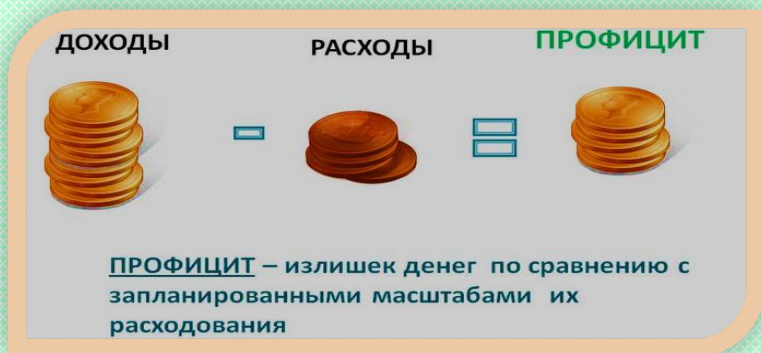 ДОХОДЫ РАСХОДЫ ПРОФИЦИТ
- =
ПРОФИЦИТ – излишек денег по сравнению с
запланированными масштабами их
расходования